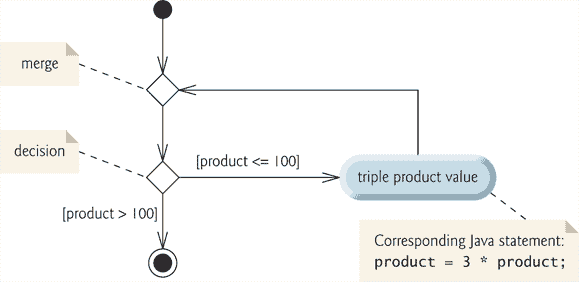 merge
decision
[product <= 100]
triple product value
[product > 100]
Corresponding Java statement:
product = 3 * product;